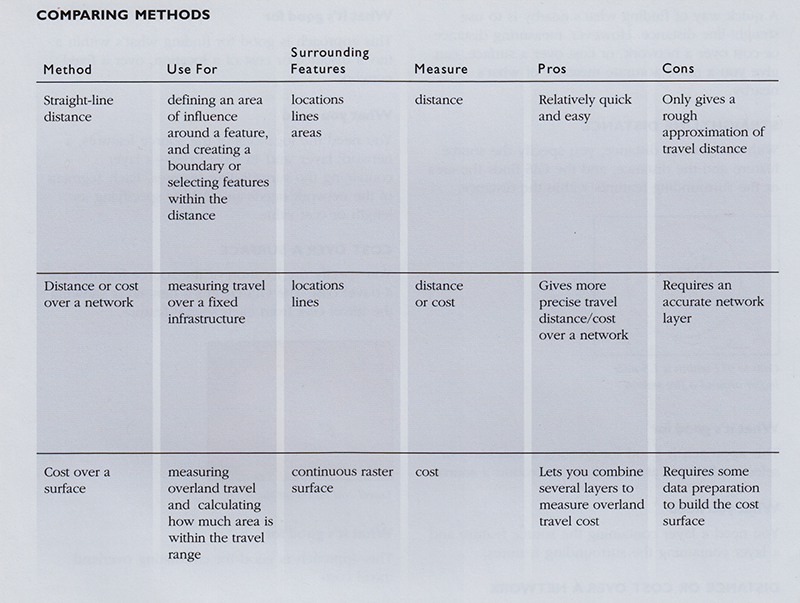 COMPARING METHODS
Method Use For Surrounding Features Measure Pros Cons
Straight-line
distance
defining an area
of influence
around a feature,
and creating a
boundary or
selecting features
within the
distance
locations
lines
areas
distance
Relatively quick
and easy
Only gives a
rough
approximation of
travel distance
Distance or cost
over a network
measuring travel
over a fixed
infrastructure
locations
lines
distance
or cost
Gives more
precise travel
distance/cost
over a network
Requires an
accurate network
layer
Cost over a
surface
measuring
overland travel
and calculating
how much area is
within the travel
range
continuous raster
surface
cost
Lets you combine
several layers to
measure overland
travel cost
Requires some
data preparation
to build the cost
surface